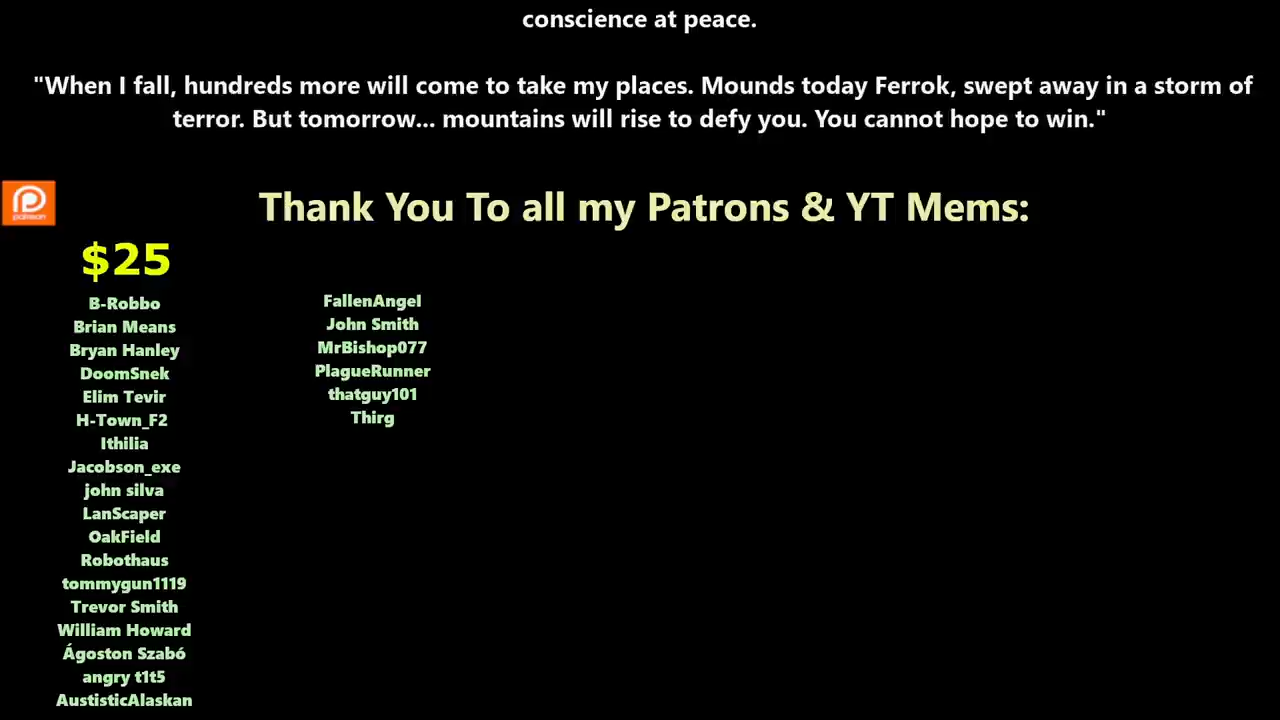 conscience at peace.
"When I fall, hundreds more will come to take my places. Mounds today Ferrok, swept away in a storm of
terror. But tomorrow... mountains will rise to defy you. You cannot hope to win."
patreon
Thank You To all my Patrons & YT Mems:
$25
B-Robbo
Brian Means
Bryan Hanley
DoomSnek
Elim Tevir
H-Town_F2
Ithilia
Jacobson_exe
john silva
LanScaper
OakField
Robothaus
tommygun1119
Trevor Smith
William Howard
Ágoston Szabó
angry t1t5
AustisticAlaskan
FallenAngel
John Smith
MrBishop077
PlagueRunner
thatguy101
Thirg